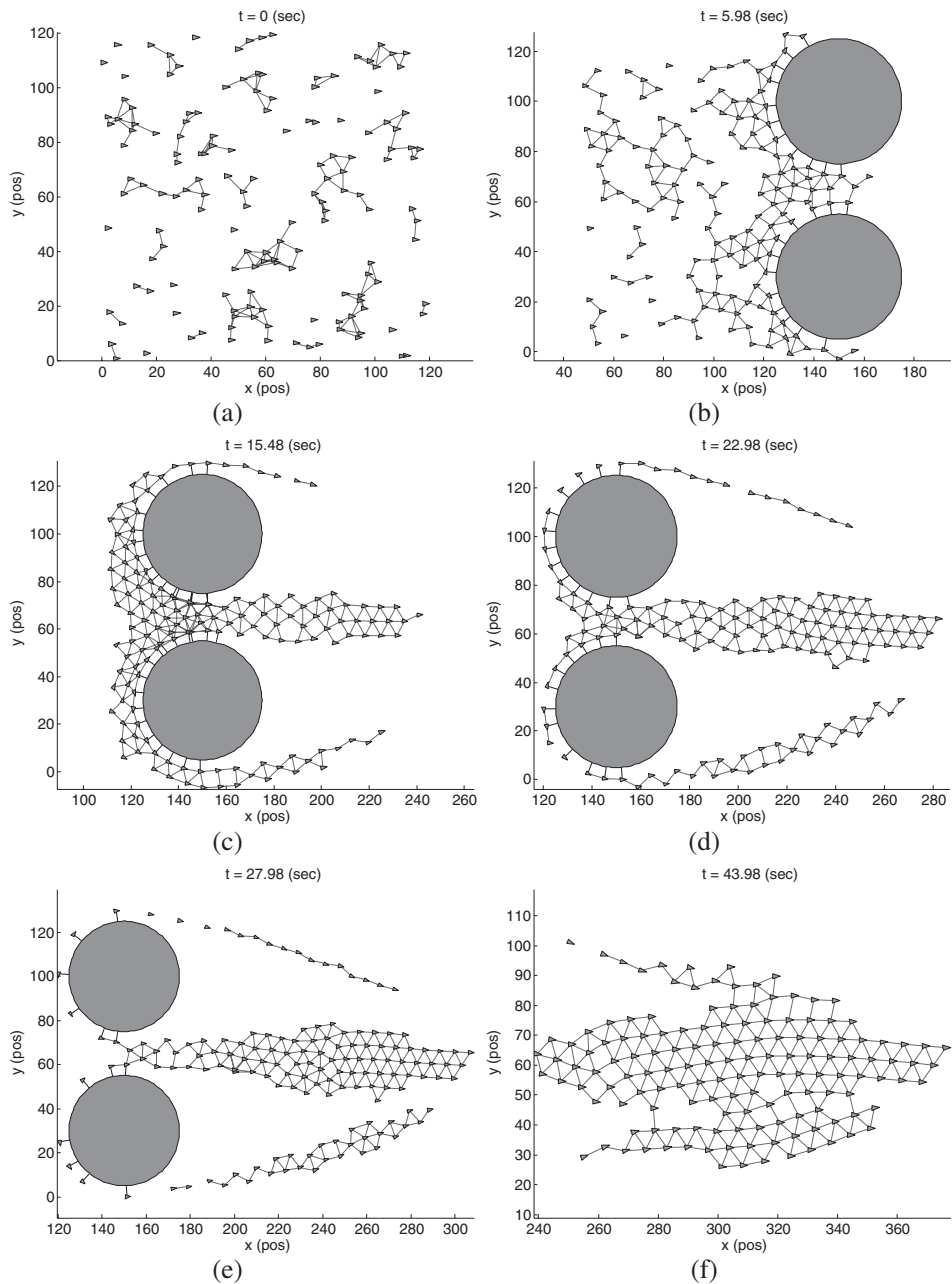 t = 0 (sec)
120
100
80
60
40
20
0
y (pos)
0 20 40 60 80 100 120
x (pos)
(a)
t = 5.98 (sec)
120
100
80
60
40
20
0
y (pos)
40 60 80 100 120 140 160 180
x (pos)
(b)
t = 15.48 (sec)
120
100
80
60
40
20
0
y (pos)
100 120 140 160 180 200 220 240 260
x (pos)
(c)
t = 22.98 (sec)
120
100
80
60
40
20
0
y (pos)
120 140 160 180 200 220 240 260 280
x (pos)
(d)
t = 27.98 (sec)
120
100
80
60
40
20
0
y (pos)
120 140 160 180 200 220 240 260 280 300
x (pos)
(e)
t = 43.98 (sec)
110
100
90
80
70
60
50
40
30
20
10
y (pos)
240 260 280 300 320 340 360
x (pos)
(f)